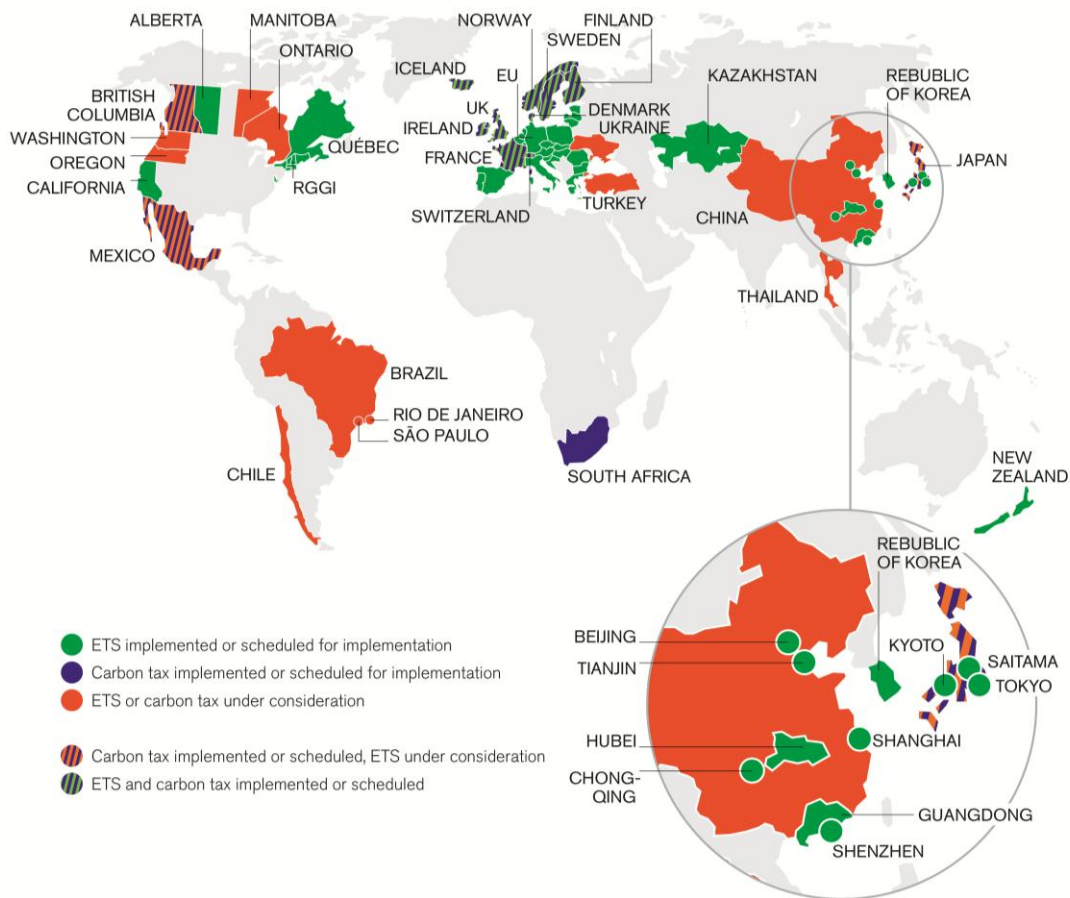 ALBERTA
MANITOBA
ONTARIO
NORWAY
FINLAND
SWEDEN
ICELAND
EU
KAZAKHSTAN
REBUBLIC
OF KOREA
BRITISH
COLUMBIA
UK
DENMARK
WASHINGTON
IRELAND
UKRAINE
OREGON
QUÉBEC
FRANCE
JAPAN
CALIFORNIA
RGGI
TURKEY
SWITZERLAND
CHINA
MEXICO
THAILAND
BRAZIL
RIO DE JANEIRO
SÃO PAULO
CHILE
SOUTH AFRICA
NEW
ZEALAND
REBUBLIC
OF KOREA
ETS implemented or scheduled for implementation
Carbon tax implemented or scheduled for implementation
ETS or carbon tax under consideration
Carbon tax implemented or scheduled, ETS under consideration
ETS and carbon tax implemented or scheduled
BEIJING
TIANJIN
KYOTO
SAITAMA
TOKYO
HUBEI
SHANGHAI
CHONG-
QING
GUANGDONG
SHENZHEN